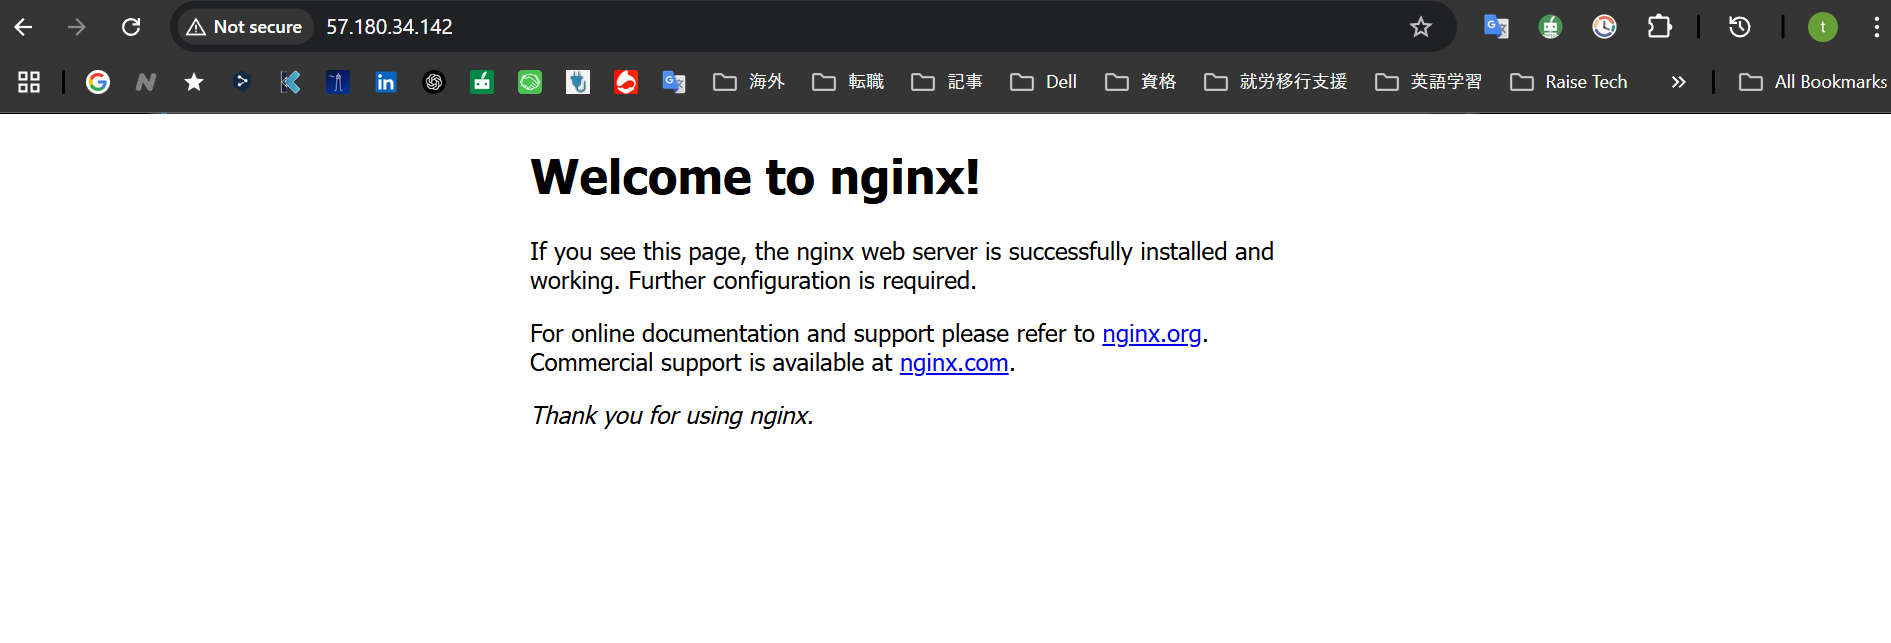 Not secure 57.180.34.142
t
海外 転職 記事 Dell 資格 就労移行支援 英語学習 Raise Tech » All Bookmarks
Welcome to nginx!
If you see this page, the nginx web server is successfully installed and
working. Further configuration is required.
For online documentation and support please refer to nginx.org.
Commercial support is available at nginx.com.
Thank you for using nginx.